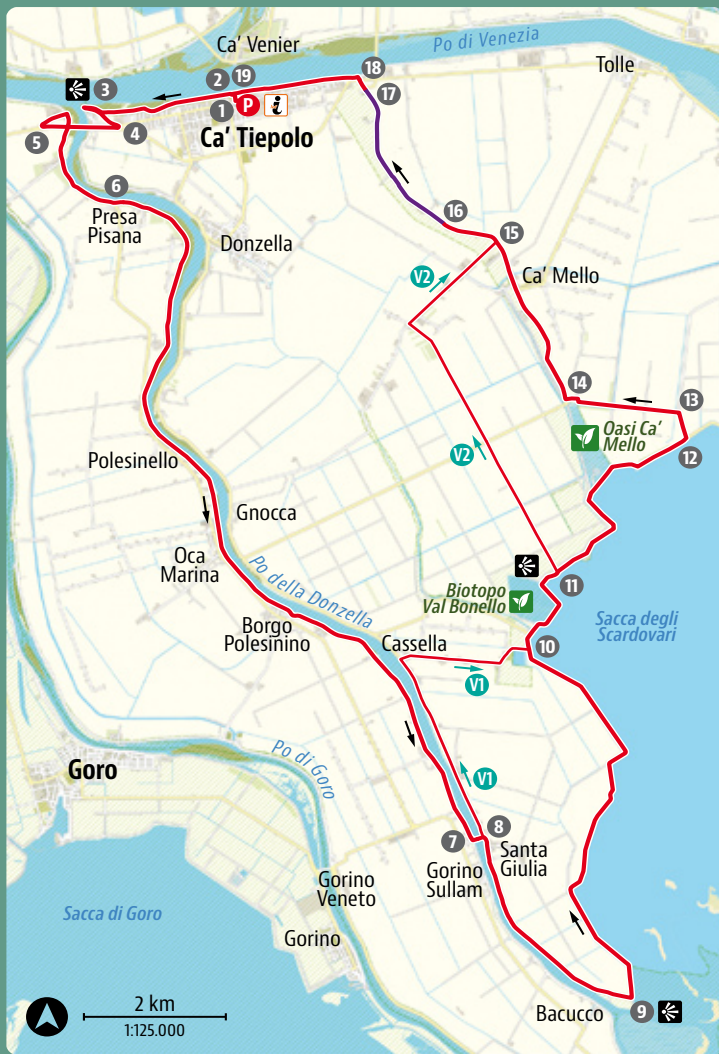 Ca' Venier
Po di Venezia
Tolle
3
2
19
18
1
P
i
17
4
Ca' Tiepolo
5
6
Presa
Pisana
Donzella
16
15
V2
Ca' Mello
14
13
Oasi Ca'
Mello
12
Polesinello
V2
Gnocca
Oca
Marina
Po della Donzella
11
Biotopo
Val Bonello
Sacca degli
Scardovari
Borgo
Polesinino
Cassella
10
V1
Po di Goro
Goro
V1
7
8
Santa
Giulia
Gorino
Sullam
Gorino
Veneto
Sacca di Goro
Gorino
2 km
1:125.000
Bacucco
9